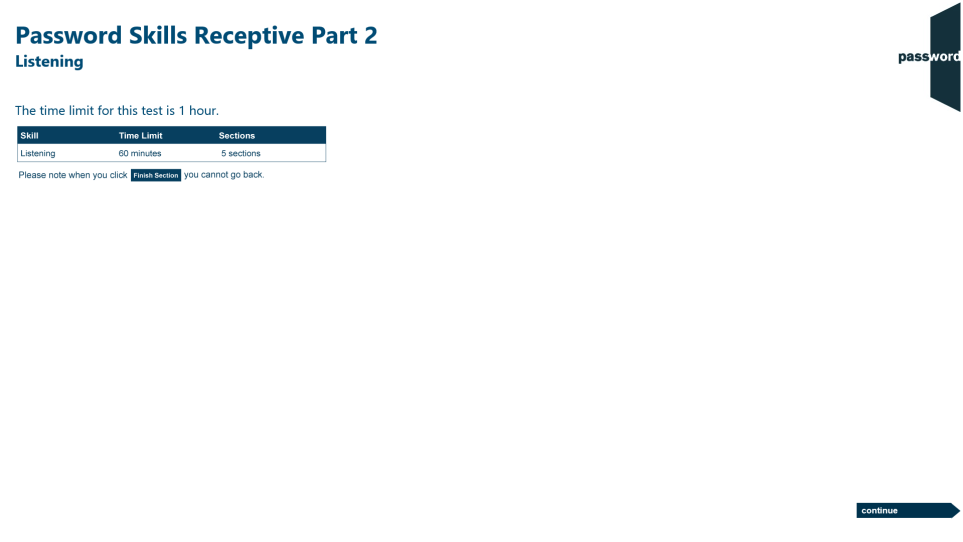 Password Skills Receptive Part 2
Listening
password
The time limit for this test is 1 hour.
Skill Time Limit Sections
Listening 60 minutes 5 sections
Please note when you click Finish Section you cannot go back.
continue